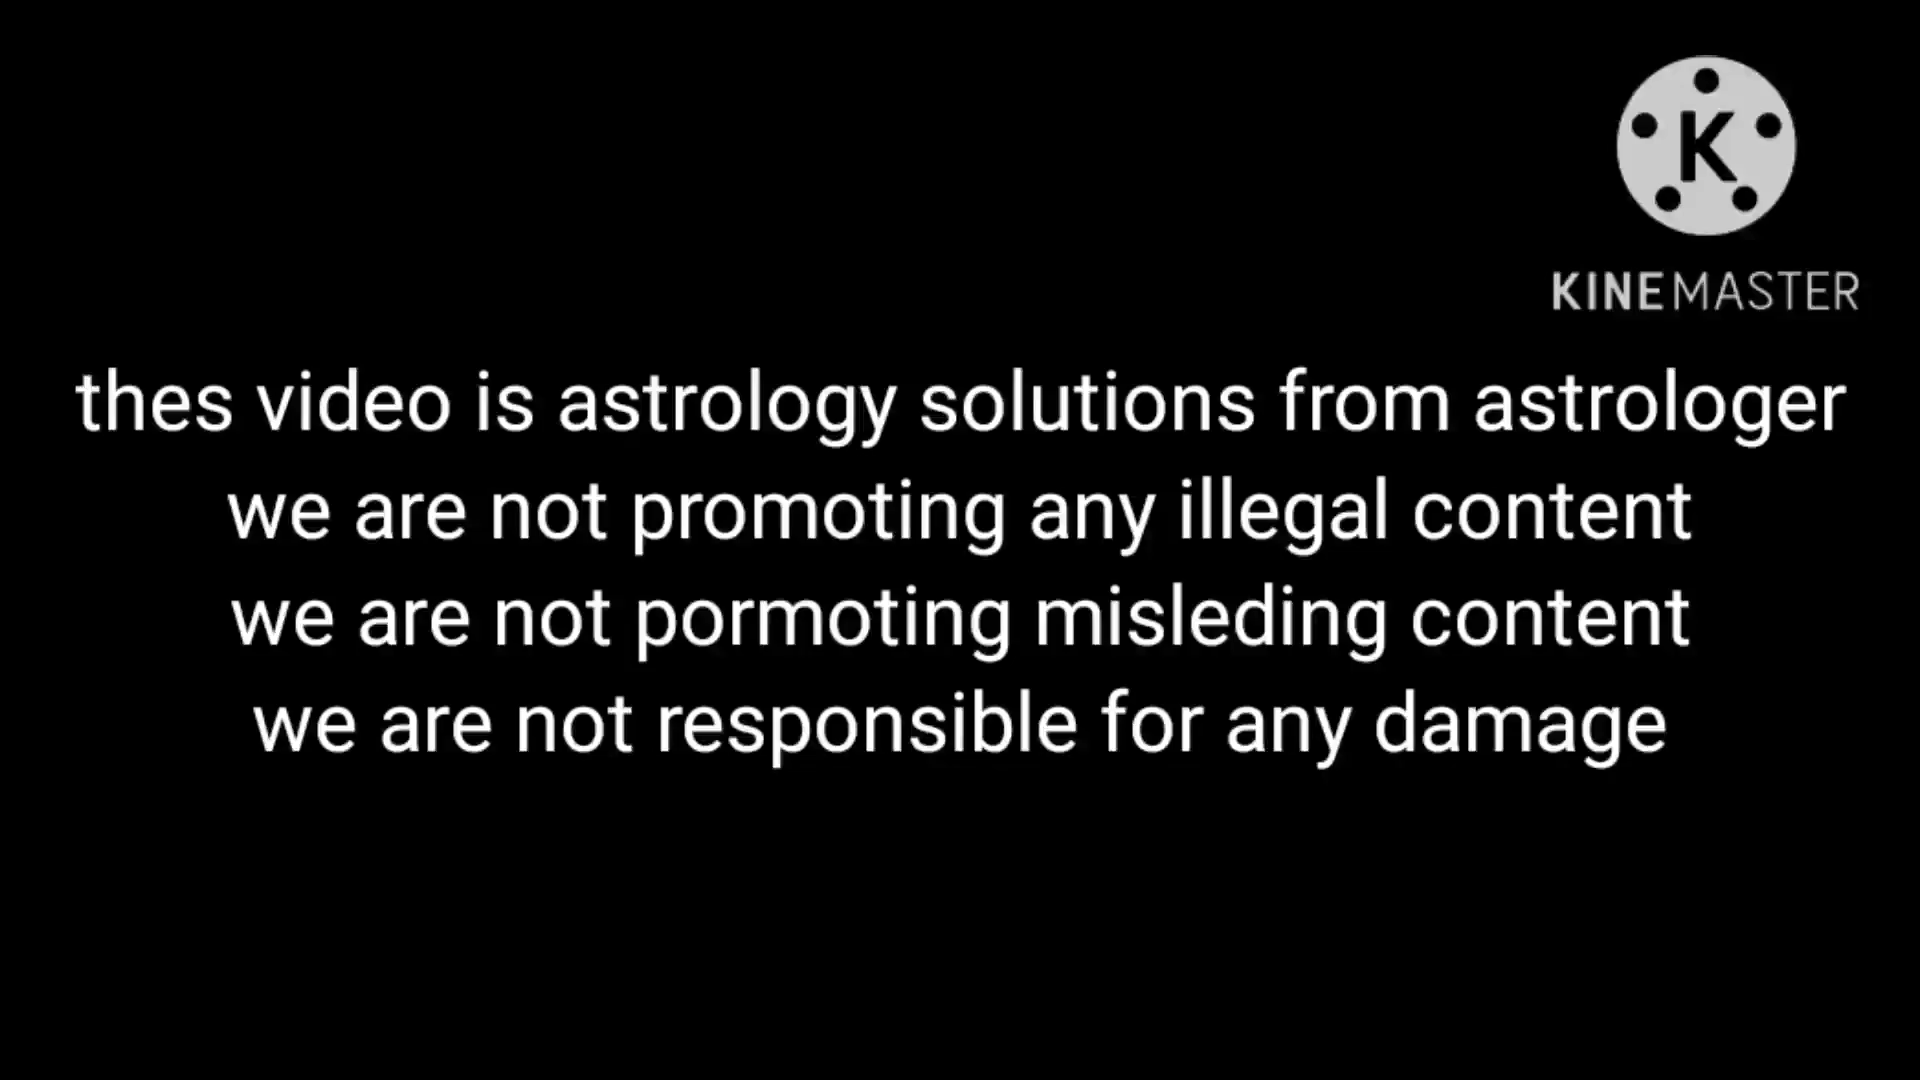 K
KINEMASTER
thes video is astrology solutions from astrologer
we are not promoting any illegal content
we are not pormoting misleding content
we are not responsible for any damage